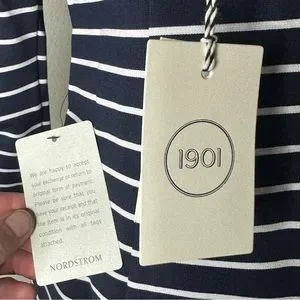 We are happy to accept
your exchange or return to
original form of payment.
Please be sure that you
have your receipt and that
the item is in its original
condition with all tags
attached.
NORDSTROM
1901